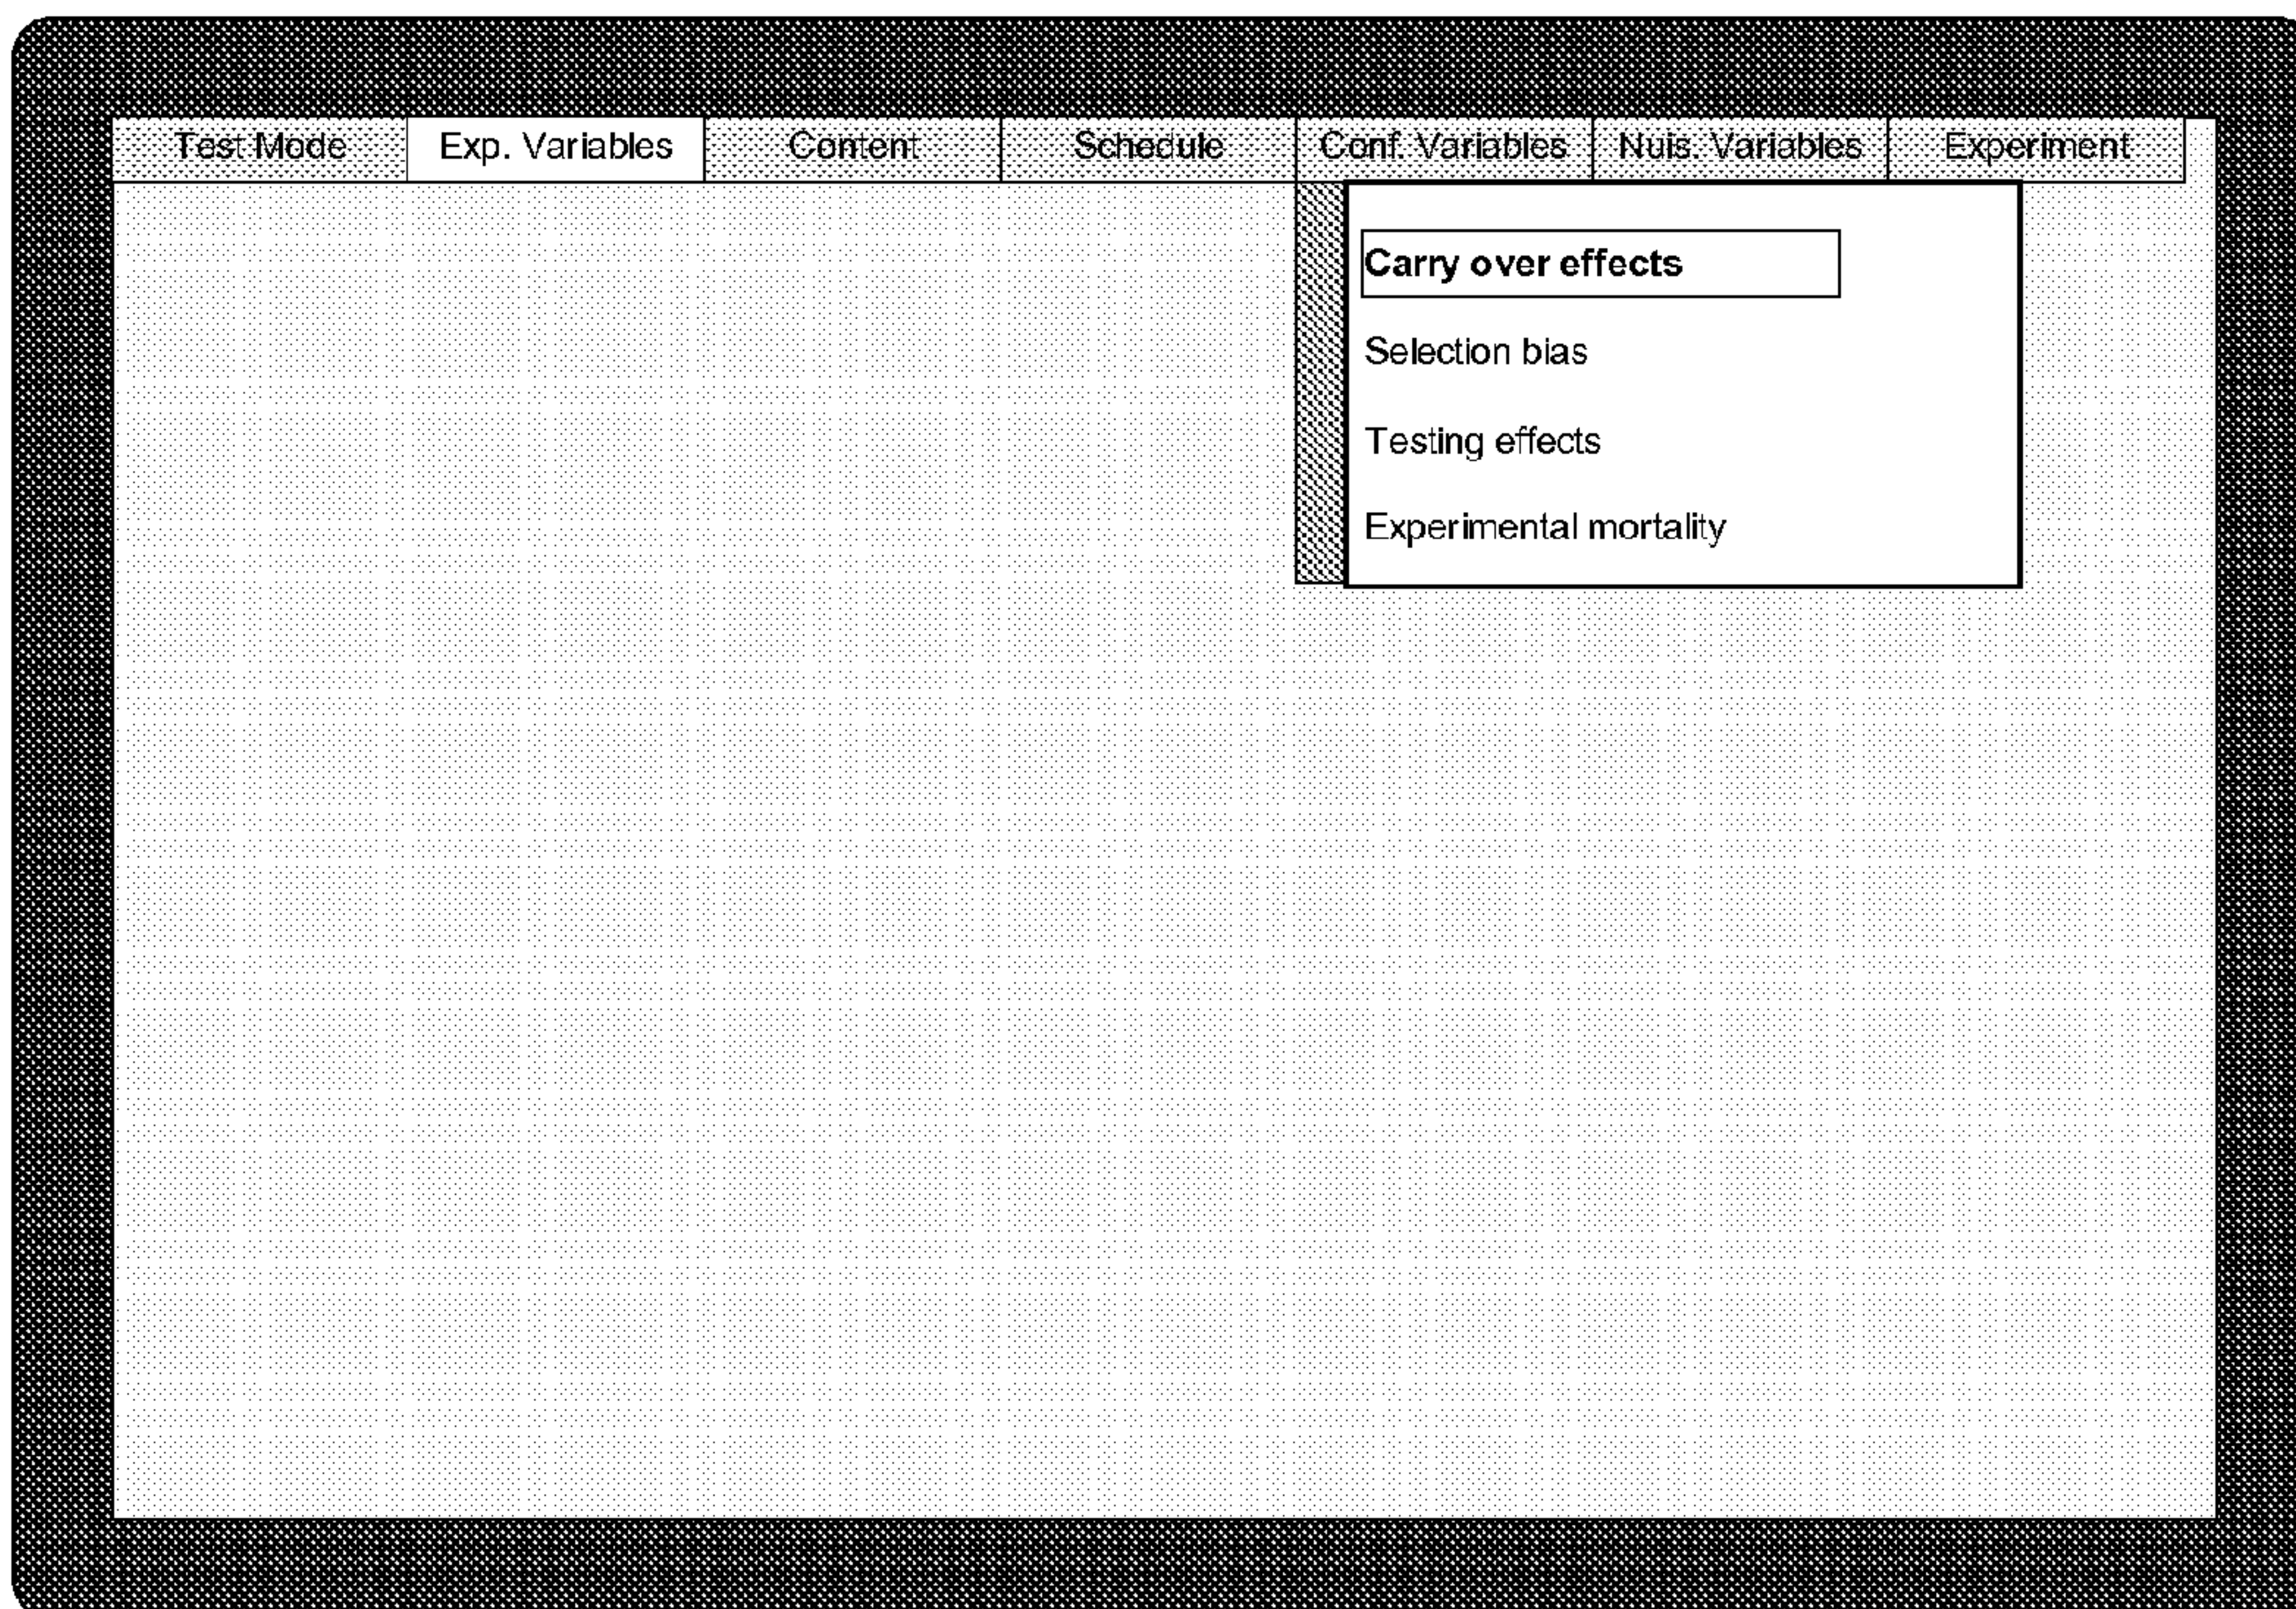 Test Mode Exp. Variables Content Schedule Conf. Variables Nuis. Variables Experiment
Carry over effects
Selection bias
Testing effects
Experimental mortality